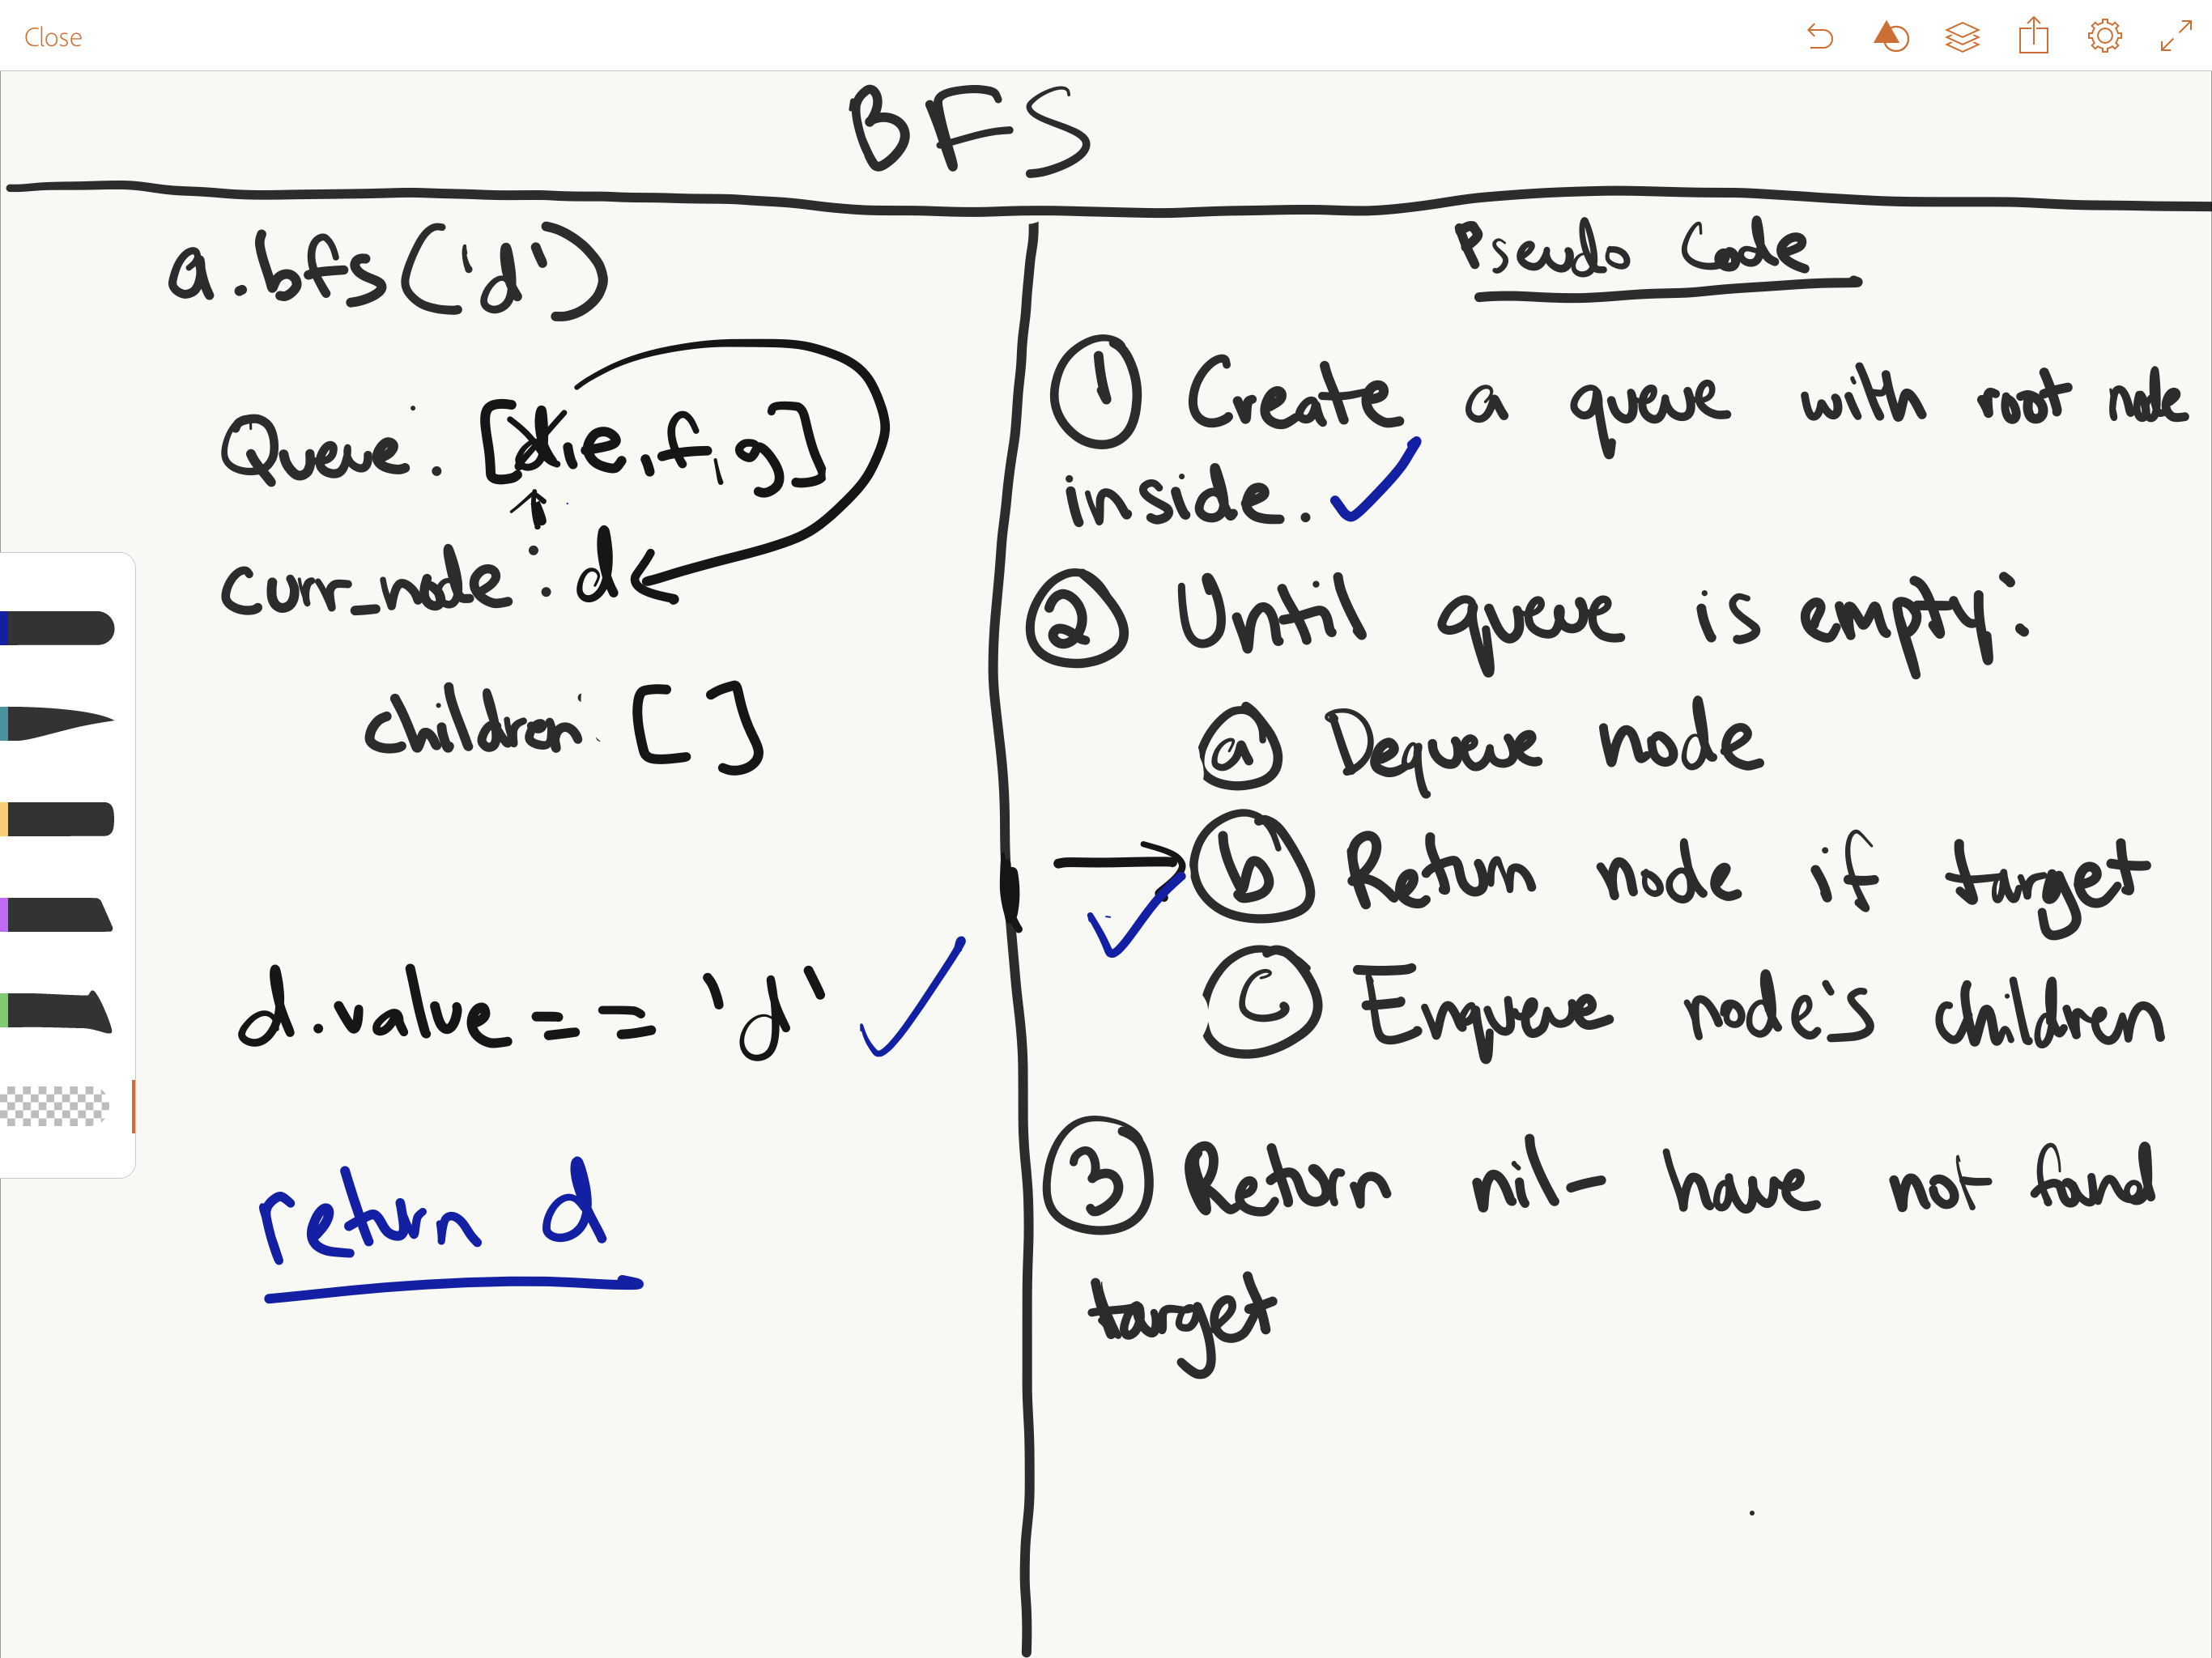 Close
BFS
a.bfs('d')
Queue: [d,e,f,g]
curr_node: d
children: []
d.value == 'd'
return d
Pseudo Code
① Create a queue with root node
inside.
② Until queue is empty:
ⓐ Dequeue node
ⓑ Return node if target
ⓒ Enqueue node's children
③ Return nil - have not found
target